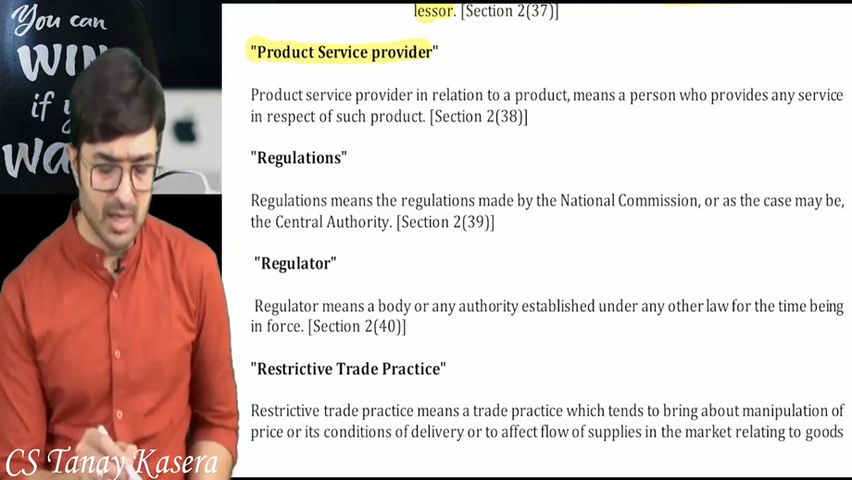 You can
WIN
if y
wa
lessor. [Section 2(37)]
"Product Service provider"
Product service provider in relation to a product, means a person who provides any service
in respect of such product. [Section 2(38)]
"Regulations"
Regulations means the regulations made by the National Commission, or as the case may be,
the Central Authority. [Section 2(39)]
"Regulator"
Regulator means a body or any authority established under any other law for the time being
in force. [Section 2(40)]
"Restrictive Trade Practice"
Restrictive trade practice means a trade practice which tends to bring about manipulation of
price or its conditions of delivery or to affect flow of supplies in the market relating to goods
CS Tanay Kasera